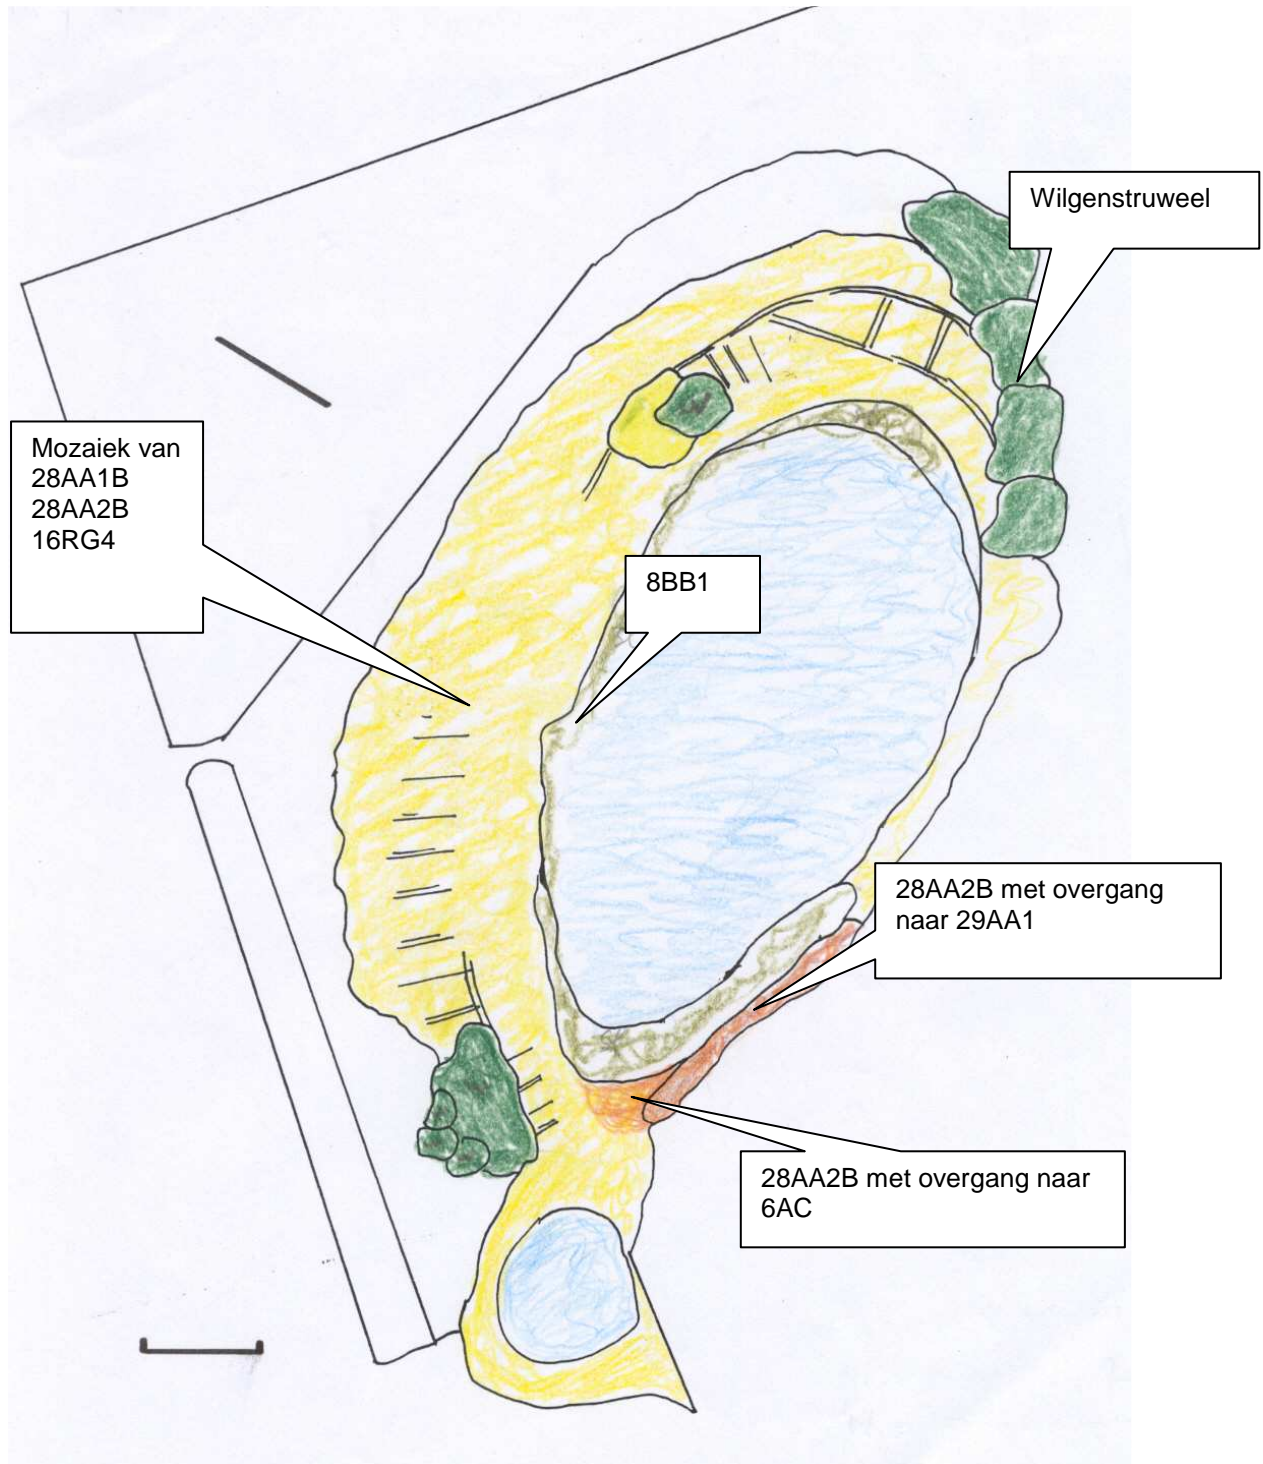 Wilgenstruweel
Mozaiek van
28AA1B
28AA2B
16RG4
8BB1
28AA2B met overgang
naar 29AA1
28AA2B met overgang naar
6AC